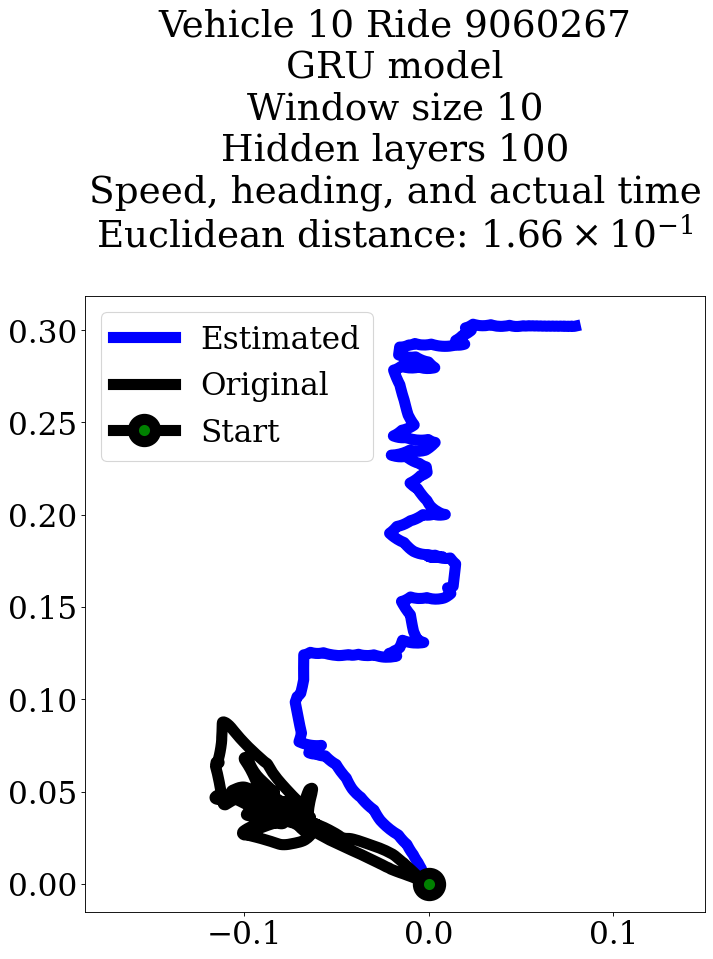 Vehicle 10 Ride 9060267
GRU model
Window size 10
Hidden layers 100
Speed, heading, and actual time
Euclidean distance: 1.66 × 10⁻¹
Estimated
Original
Start
0.30
0.25
0.20
0.15
0.10
0.05
0.00
−0.1 0.0 0.1